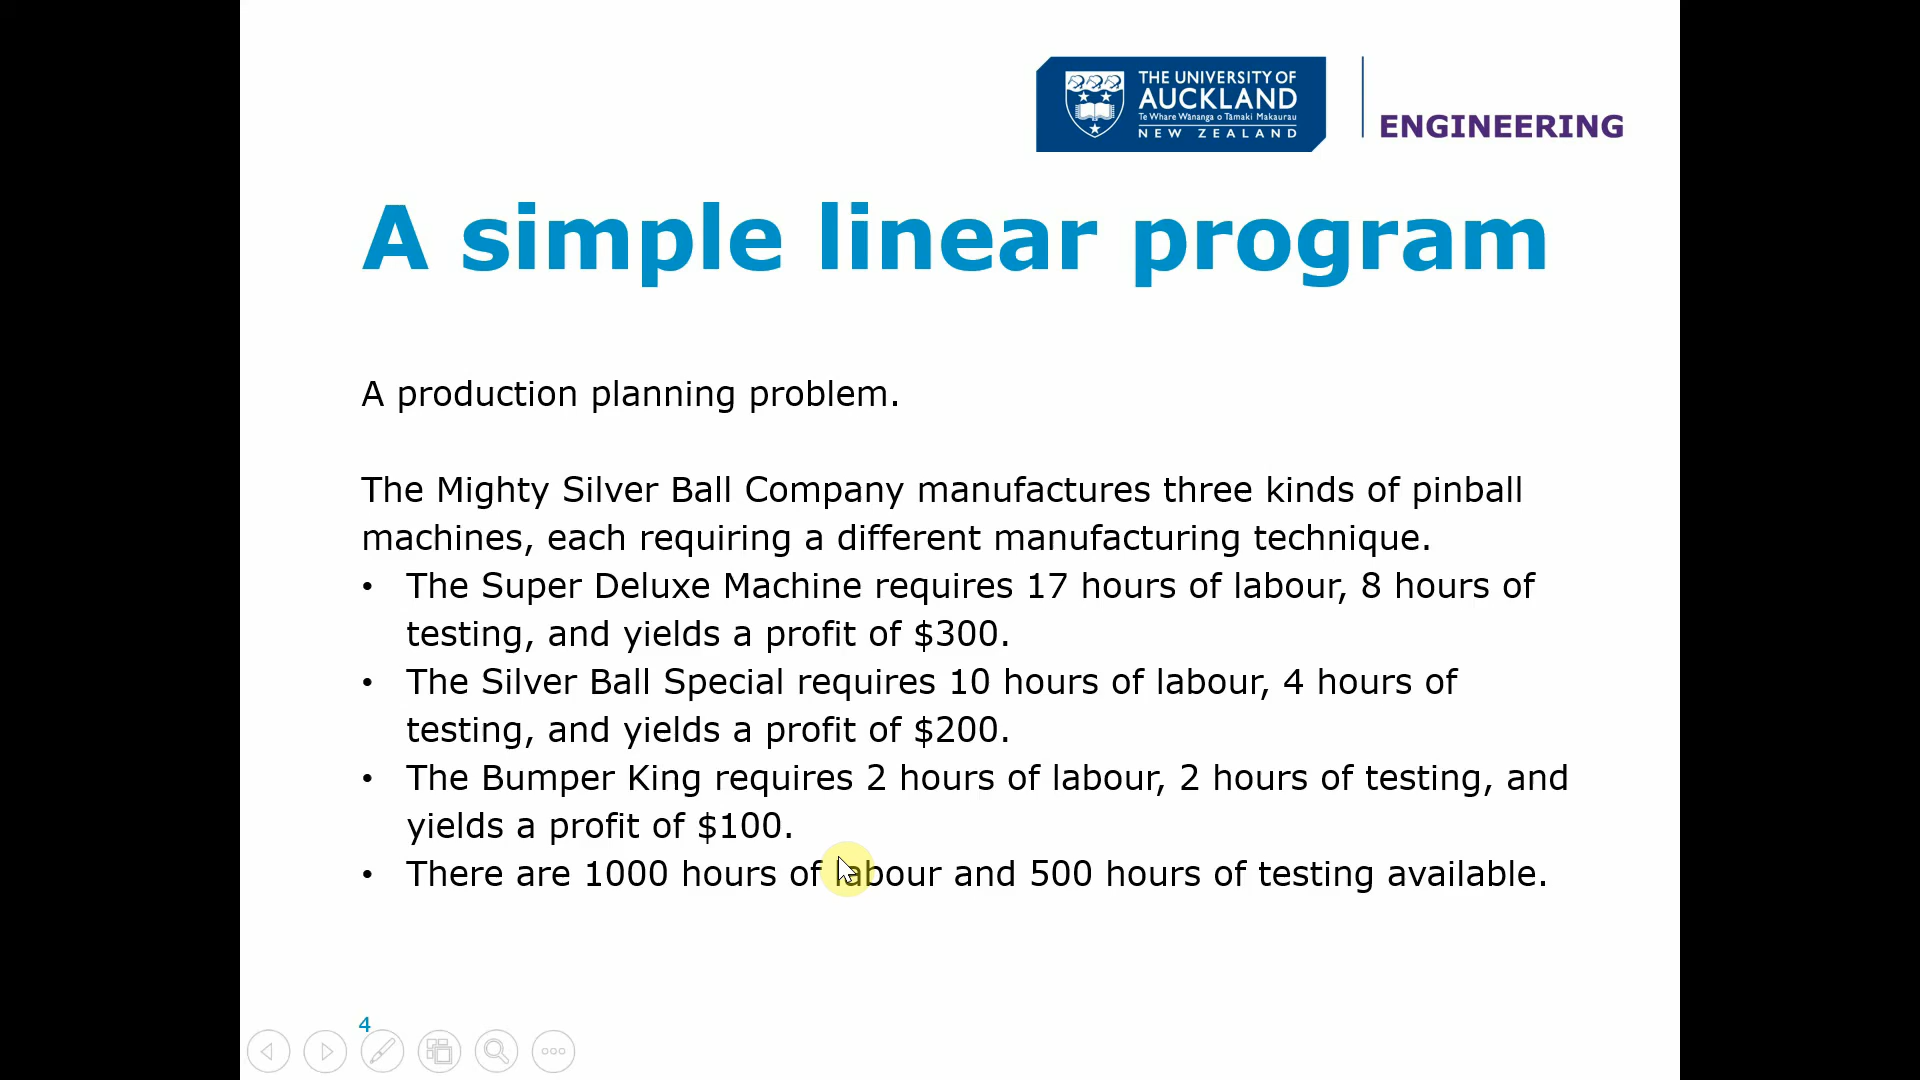 THE UNIVERSITY OF
AUCKLAND
Te Whare Wānanga o Tāmaki Makaurau
NEW ZEALAND
ENGINEERING
A simple linear program
A production planning problem.
The Mighty Silver Ball Company manufactures three kinds of pinball
machines, each requiring a different manufacturing technique.
• The Super Deluxe Machine requires 17 hours of labour, 8 hours of
testing, and yields a profit of $300.
• The Silver Ball Special requires 10 hours of labour, 4 hours of
testing, and yields a profit of $200.
• The Bumper King requires 2 hours of labour, 2 hours of testing, and
yields a profit of $100.
• There are 1000 hours of labour and 500 hours of testing available.
4